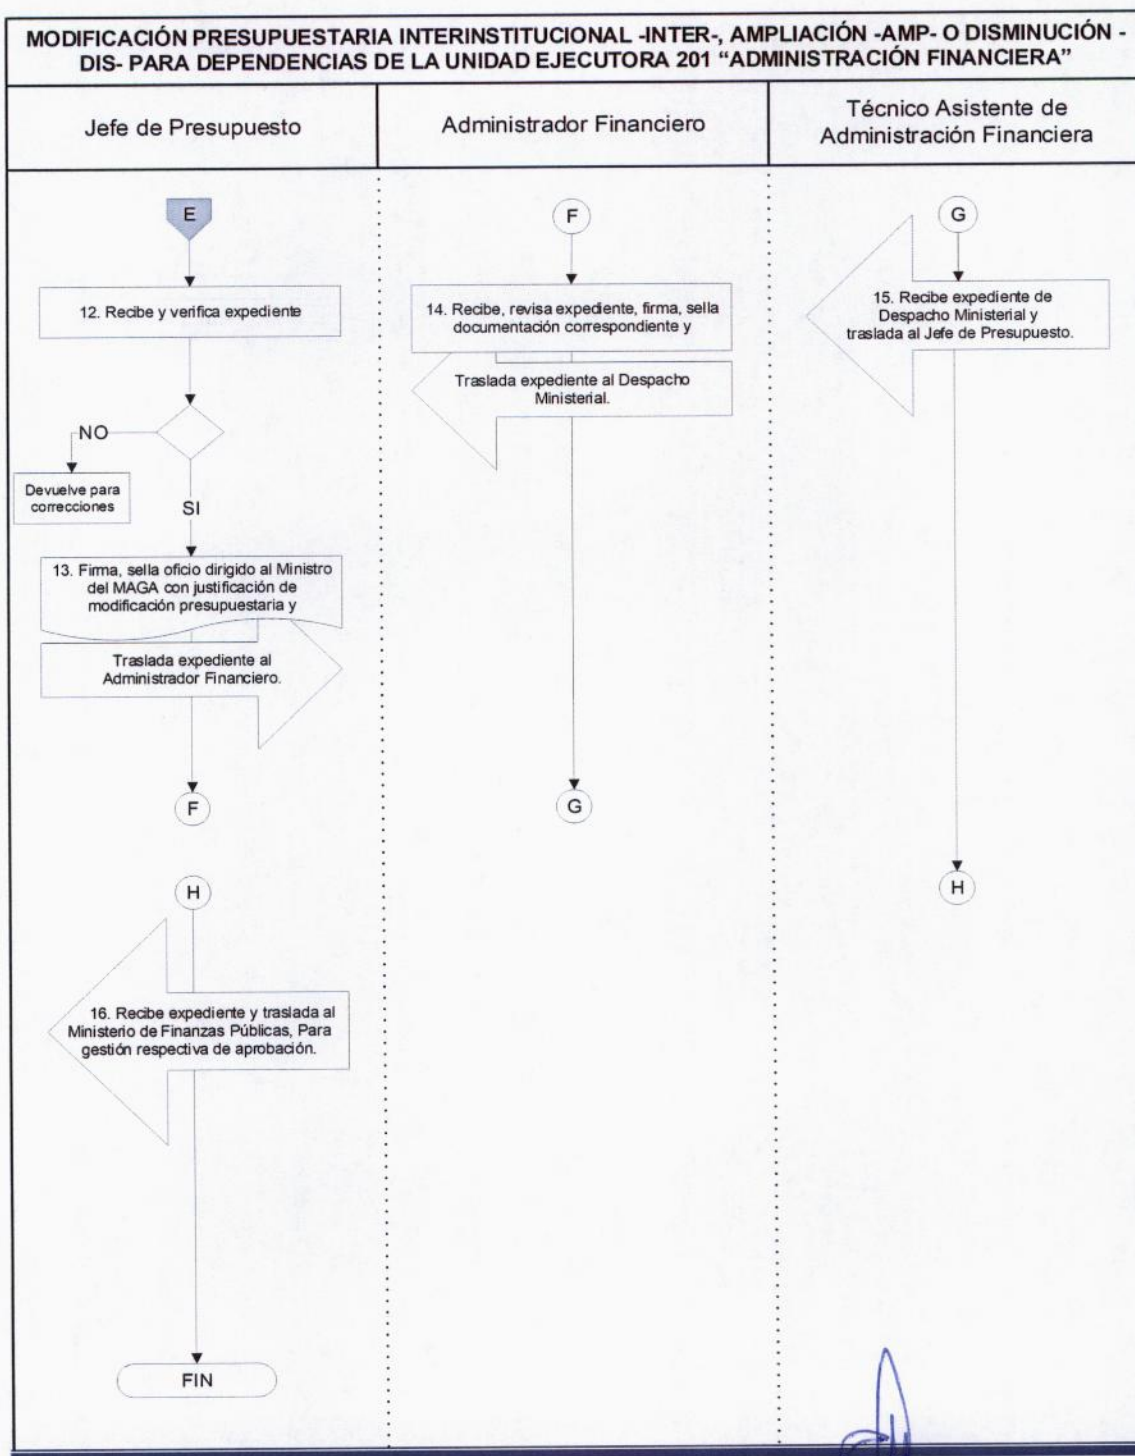 MODIFICACIÓN PRESUPUESTARIA INTERINSTITUCIONAL -INTER-, AMPLIACIÓN -AMP- O DISMINUCIÓN -
DIS- PARA DEPENDENCIAS DE LA UNIDAD EJECUTORA 201 “ADMINISTRACIÓN FINANCIERA”
Jefe de Presupuesto
Administrador Financiero
Técnico Asistente de
Administración Financiera
E
12. Recibe y verifica expediente
NO
Devuelve para
correcciones
SI
13. Firma, sella oficio dirigido al Ministro
del MAGA con justificación de
modificación presupuestaria y
Traslada expediente al
Administrador Financiero.
F
H
16. Recibe expediente y traslada al
Ministerio de Finanzas Públicas, Para
gestión respectiva de aprobación.
FIN
F
14. Recibe, revisa expediente, firma, sella
documentación correspondiente y
Traslada expediente al Despacho
Ministerial.
G
G
15. Recibe expediente de
Despacho Ministerial y
traslada al Jefe de Presupuesto.
H